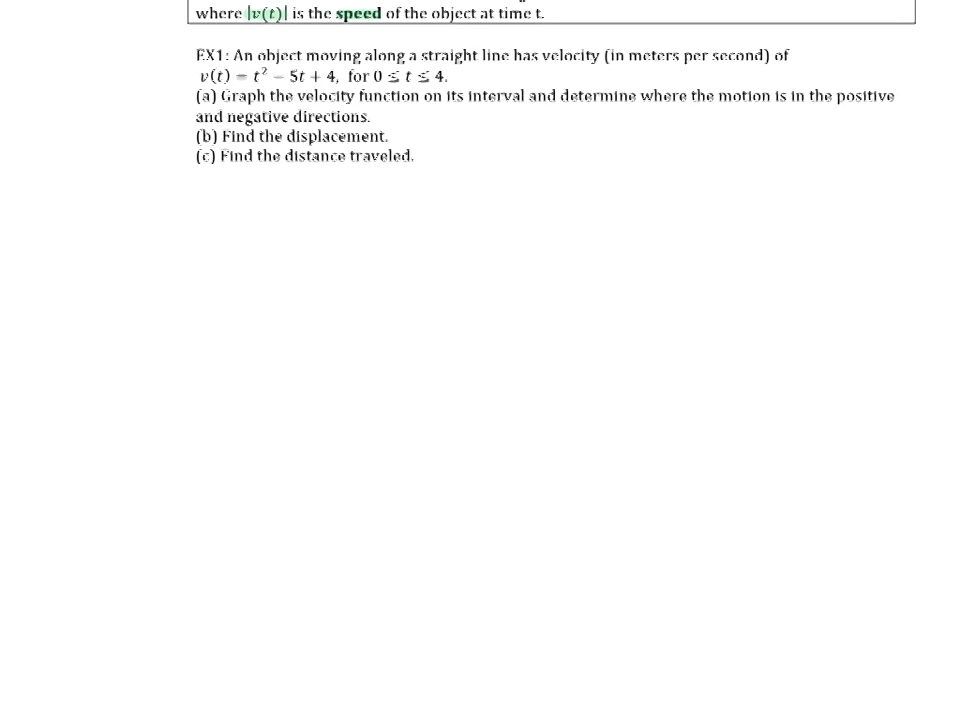 where |v(t)| is the speed of the object at time t.
EX1: An object moving along a straight line has velocity (in meters per second) of
v(t) = t² − 5t + 4, for 0 ≤ t ≤ 4.
(a) Graph the velocity function on its interval and determine where the motion is in the positive
and negative directions.
(b) Find the displacement.
(c) Find the distance traveled.